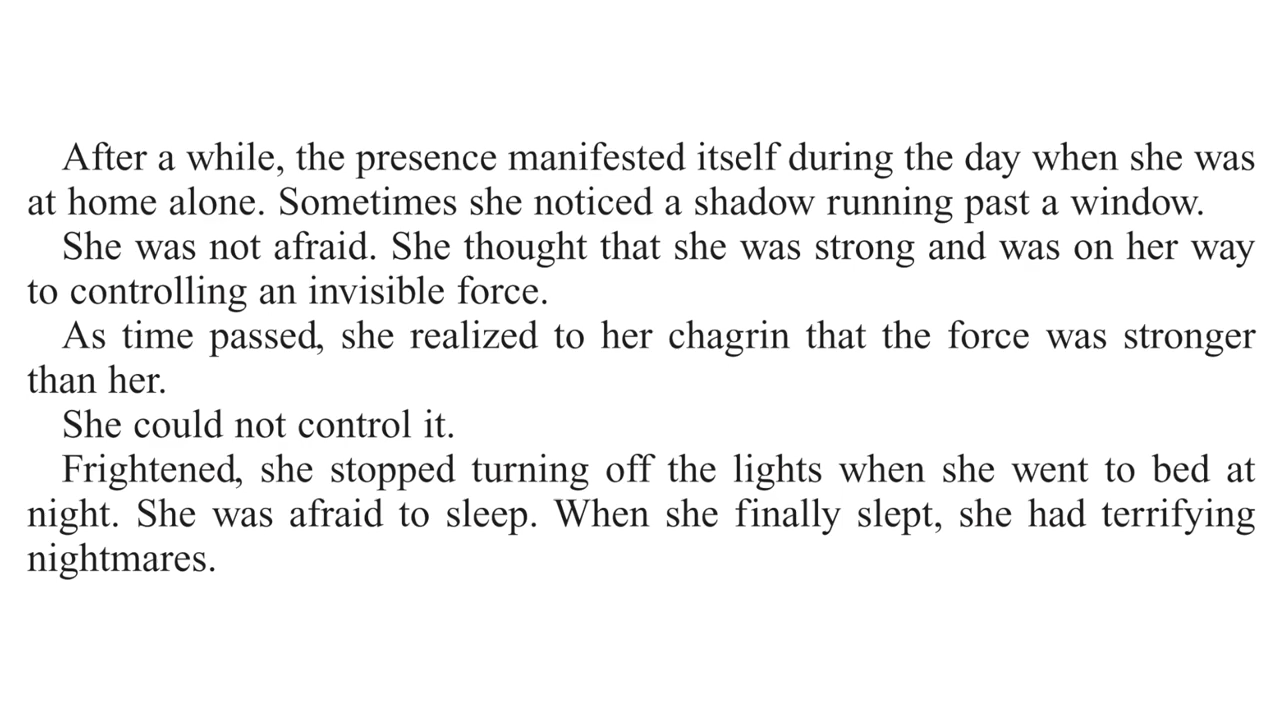 After a while, the presence manifested itself during the day when she was
at home alone. Sometimes she noticed a shadow running past a window.
She was not afraid. She thought that she was strong and was on her way
to controlling an invisible force.
As time passed, she realized to her chagrin that the force was stronger
than her.
She could not control it.
Frightened, she stopped turning off the lights when she went to bed at
night. She was afraid to sleep. When she finally slept, she had terrifying
nightmares.